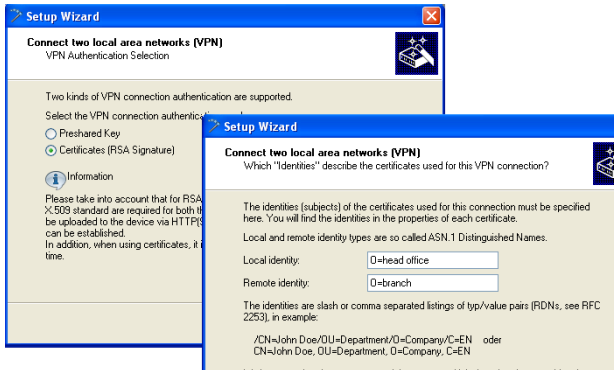 Setup Wizard
Connect two local area networks (VPN)
VPN Authentication Selection
Two kinds of VPN connection authentication are supported.
Select the VPN connection
Preshared Key
Certificates (RSA Signature)
Information
Please take into account that for RSA
X.509 standard are required for both
be uploaded to the device via
can be established.
In addition, when using certificates, it
time.
Setup Wizard
Connect two local area networks (VPN)
Which "Identities" describe the certificates used for this VPN connection?
The identities (subjects) of the certificates used for this connection must be specified
here. You will find the identities in the properties of each certificate.
Local and remote identity types are so called ASN.1 Distinguished Names.
Local identity: O=head office
Remote identity: O=branch
The identities are slash or comma separated listings of typ/value pairs (RDNs, see RFC
2253), in example:
/CN=John Doe/OU=Department/O=Company/C=EN oder
CN=John Doe, OU=Department, O=Company, C=EN